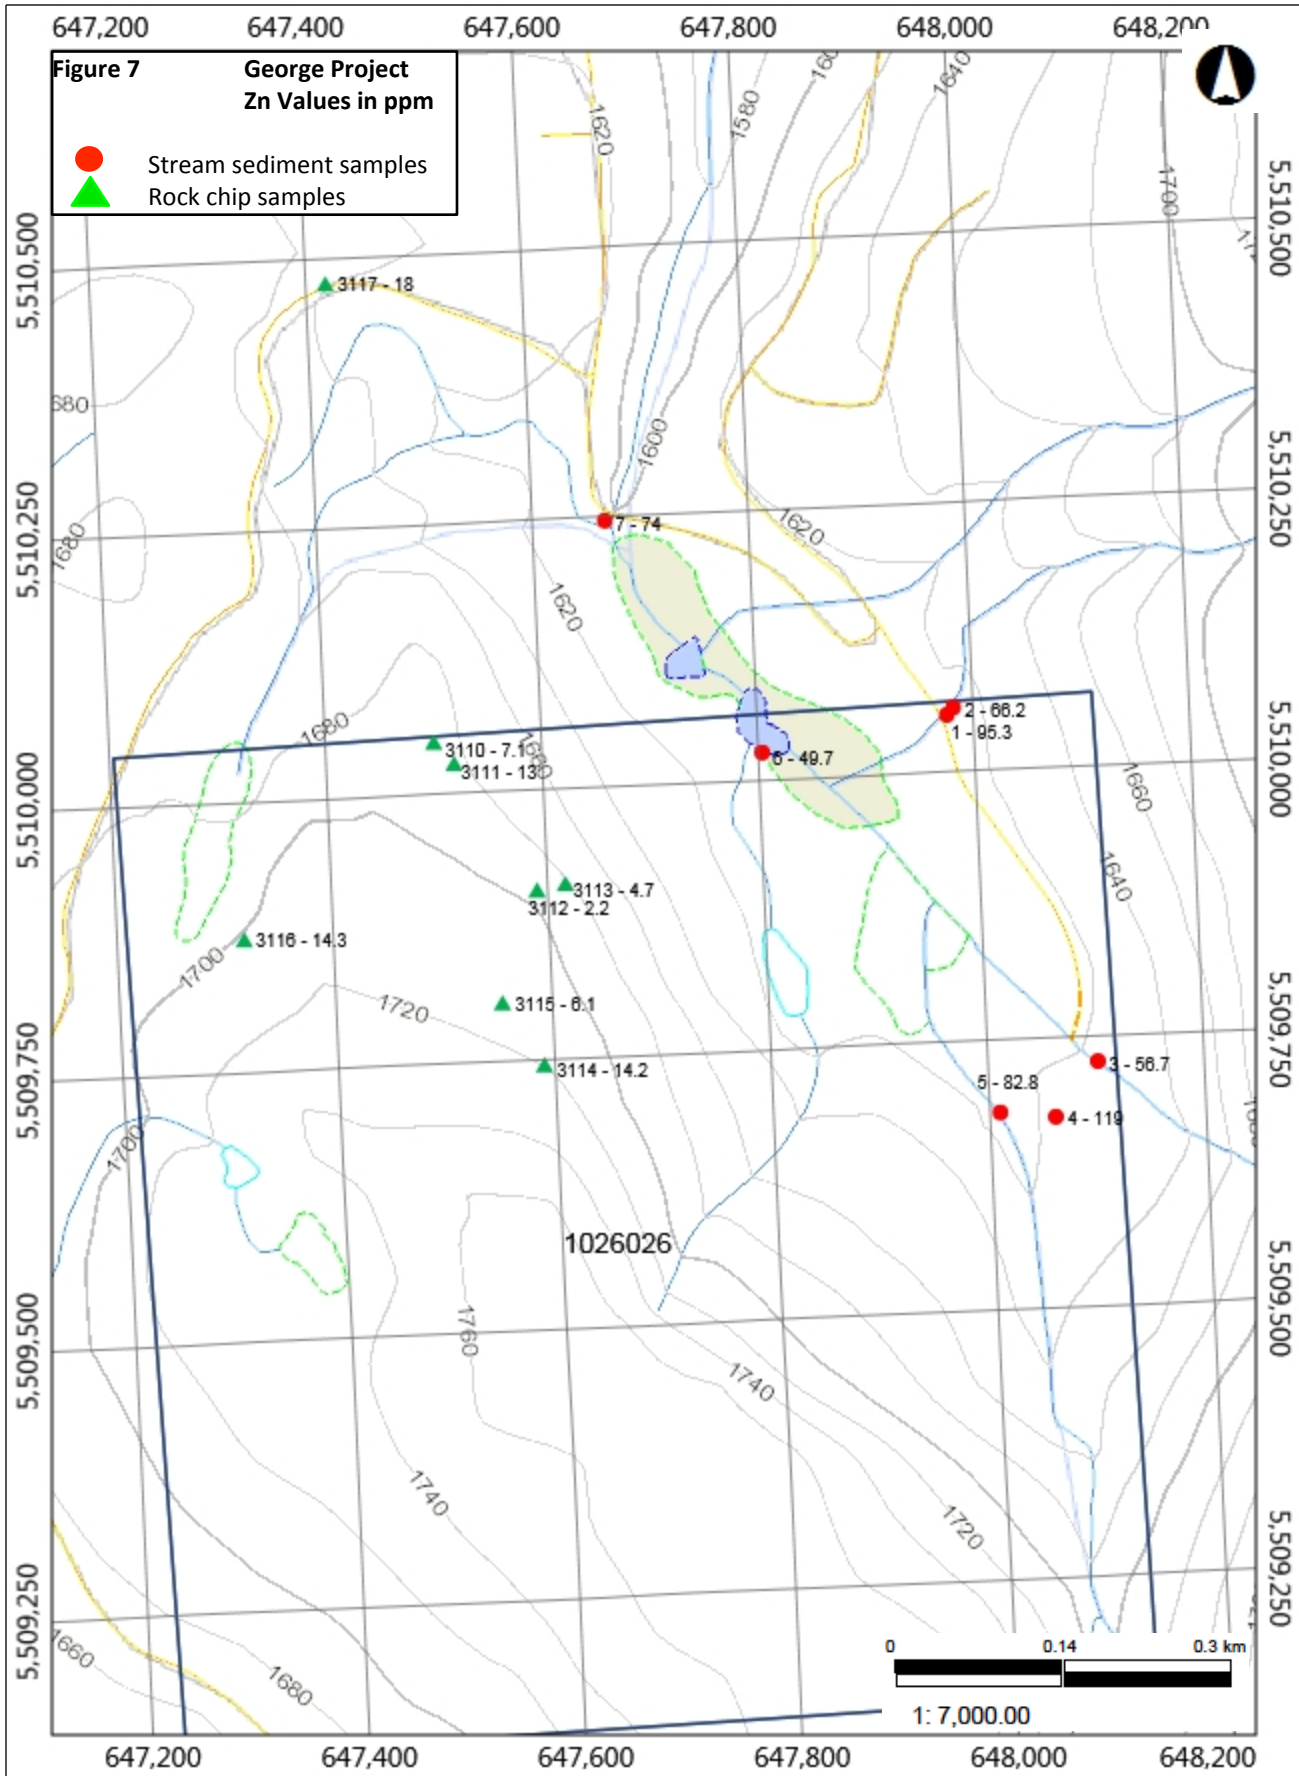 647,200 647,400 647,600 647,800 648,000 648,200
Figure 7 George Project
Zn Values in ppm
Stream sediment samples
Rock chip samples
1620
1580
1640
1700
5,510,500
5,510,500
3117 - 18
680
1600
5,510,250
5,510,250
1680
7 - 74
1620
1620
2 - 66.2
1 - 95.3
1680
3110 - 7.1
3111 - 13
1660
6 - 49.7
5,510,000
5,510,000
1660
1640
3113 - 4.7
3112 - 2.2
3116 - 14.3
1700
3115 - 6.1
1720
5,509,750
5,509,750
3114 - 14.2
3 - 56.7
5 - 82.8
4 - 119
1700
1026026
5,509,500
5,509,500
1760
1740
1740
1720
5,509,250
5,509,250
1660
1680
0 0.14 0.3 km
1: 7,000.00
647,200 647,400 647,600 647,800 648,000 648,200